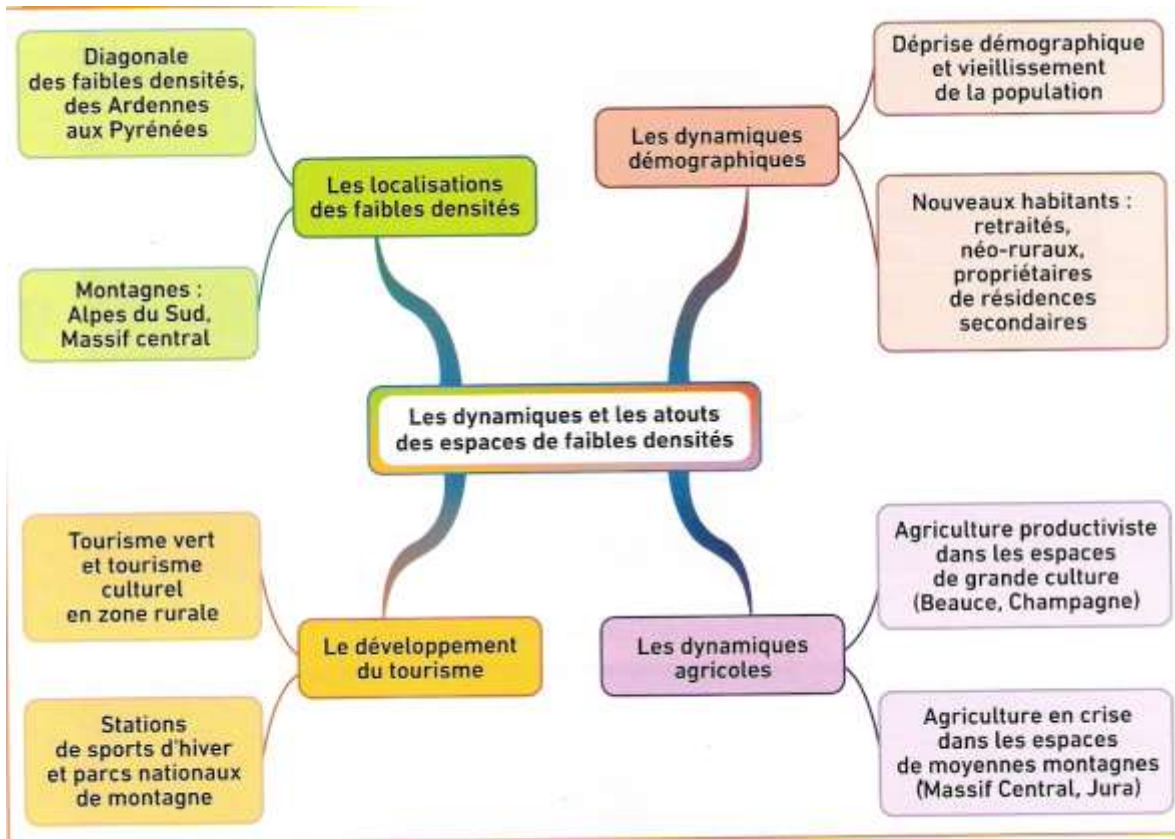 Diagonale
des faibles densités,
des Ardennes
aux Pyrénées
Les localisations
des faibles densités
Montagnes :
Alpes du Sud,
Massif central
Les dynamiques
démographiques
Déprise démographique
et vieillissement
de la population
Nouveaux habitants :
retraités,
néo-ruraux,
propriétaires
de résidences
secondaires
Les dynamiques et les atouts
des espaces de faibles densités
Tourisme vert
et tourisme
culturel
en zone rurale
Le développement
du tourisme
Stations
de sports d'hiver
et parcs nationaux
de montagne
Les dynamiques
agricoles
Agriculture productiviste
dans les espaces
de grande culture
(Beauce, Champagne)
Agriculture en crise
dans les espaces
de moyennes montagnes
(Massif Central, Jura)